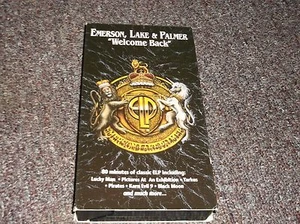 EMERSON, LAKE & PALMER
"Welcome Back"
ELP
80 minutes of classic ELP including:
Lucky Man • Pictures At An Exhibition • Tarkus
• Pirates • Karn Evil 9 • Black Moon
and much more...